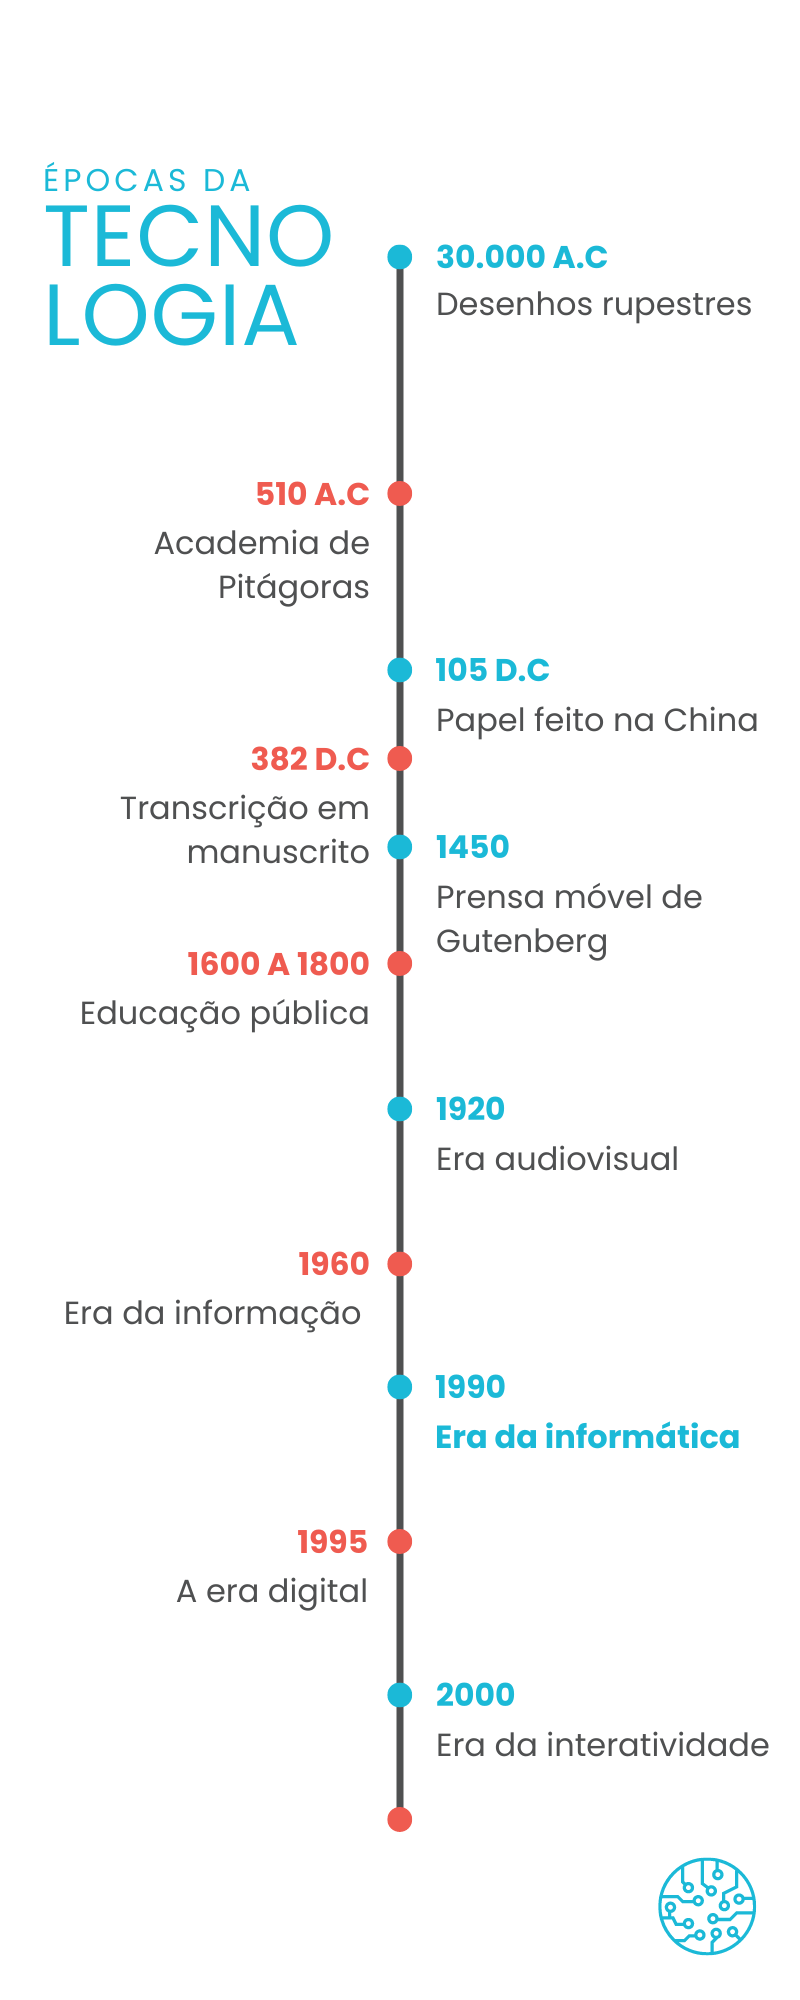 ÉPOCAS DA
TECNO
LOGIA
30.000 A.C
Desenhos rupestres
510 A.C
Academia de
Pitágoras
105 D.C
Papel feito na China
382 D.C
Transcrição em
manuscrito
1450
Prensa móvel de
Gutenberg
1600 A 1800
Educação pública
1920
Era audiovisual
1960
Era da informação
1990
Era da informática
1995
A era digital
2000
Era da interatividade